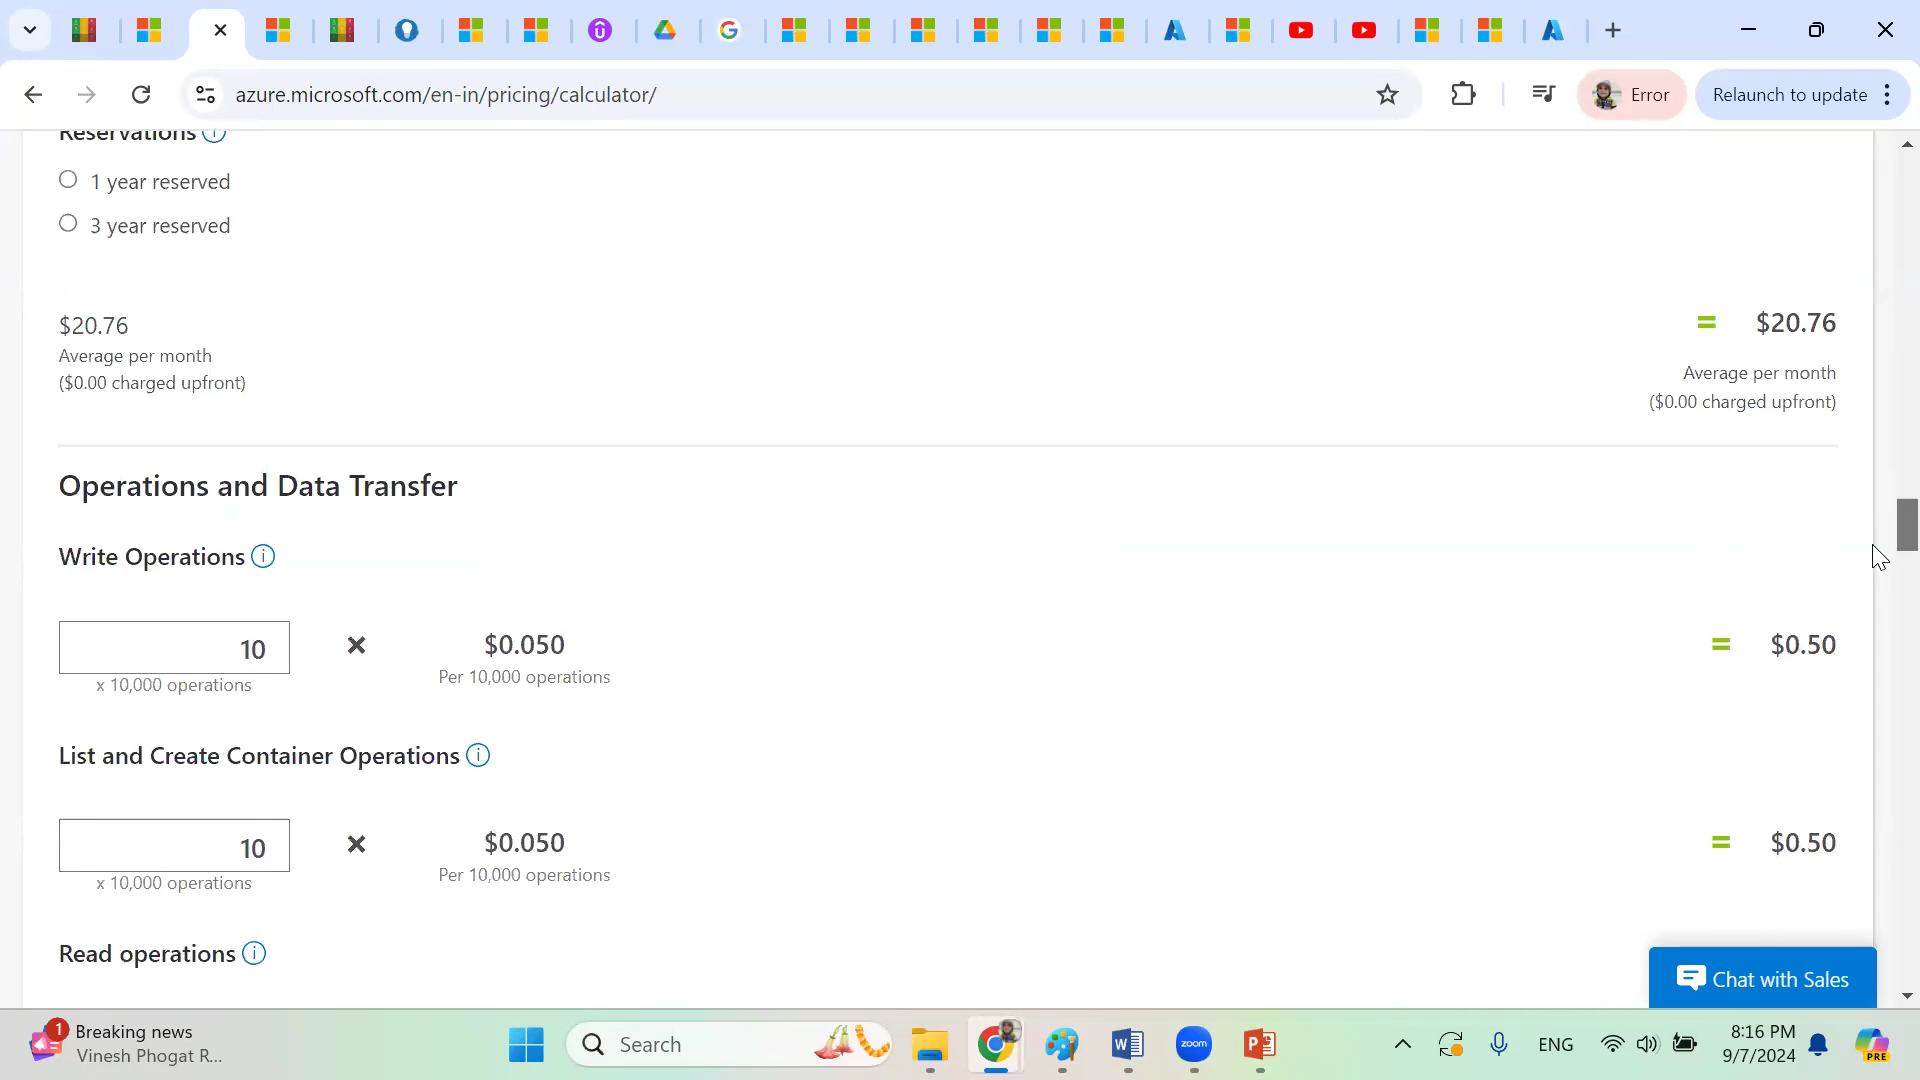 azure.microsoft.com/en-in/pricing/calculator/
Error
Relaunch to update
Reservations
1 year reserved
3 year reserved
$20.76
Average per month
($0.00 charged upfront)
= $20.76
Average per month
($0.00 charged upfront)
Operations and Data Transfer
Write Operations
10
x 10,000 operations
×
$0.050
Per 10,000 operations
= $0.50
List and Create Container Operations
10
x 10,000 operations
×
$0.050
Per 10,000 operations
= $0.50
Read operations
Chat with Sales
1
Breaking news
Vinesh Phogat R...
Search
zoom
ENG
8:16 PM
9/7/2024
PRE